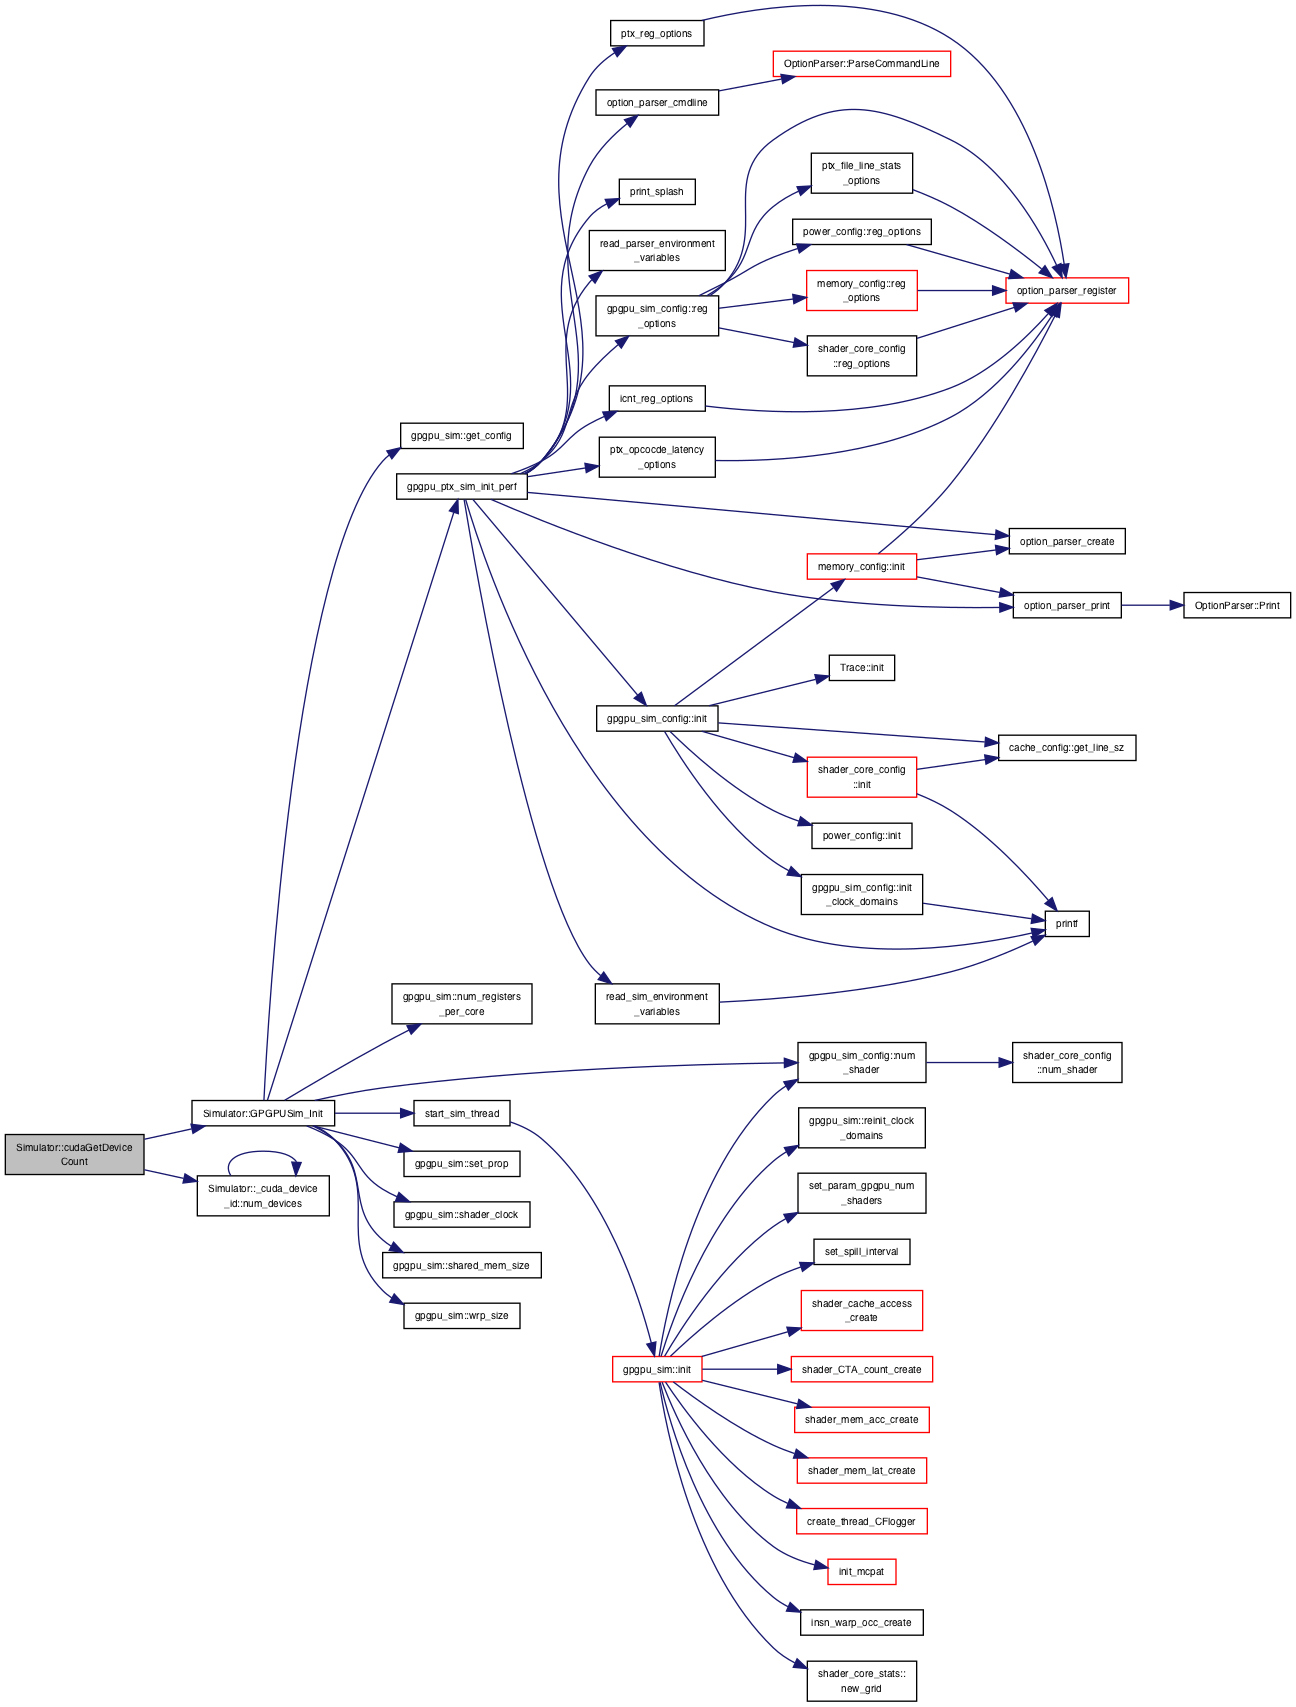 ptx_reg_options
OptionParser::ParseCommandLine
option_parser_cmdline
ptx_file_line_stats
_options
print_splash
power_config::reg_options
read_parser_environment
_variables
memory_config::reg
_options
option_parser_register
gpgpu_sim_config::reg
_options
shader_core_config
::reg_options
icnt_reg_options
gpgpu_sim::get_config
ptx_opcocde_latency
_options
gpgpu_ptx_sim_init_perf
option_parser_create
memory_config::init
option_parser_print
OptionParser::Print
Trace::init
gpgpu_sim_config::init
cache_config::get_line_sz
shader_core_config
::init
power_config::init
gpgpu_sim_config::init
_clock_domains
printf
gpgpu_sim::num_registers
_per_core
read_sim_environment
_variables
gpgpu_sim_config::num
_shader
shader_core_config
::num_shader
Simulator::GPGPUSim_Init
start_sim_thread
gpgpu_sim::reinit_clock
_domains
Simulator::cudaGetDevice
Count
gpgpu_sim::set_prop
Simulator::_cuda_device
_id::num_devices
set_param_gpgpu_num
_shaders
gpgpu_sim::shader_clock
set_spill_interval
gpgpu_sim::shared_mem_size
shader_cache_access
_create
gpgpu_sim::wrp_size
gpgpu_sim::init
shader_CTA_count_create
shader_mem_acc_create
shader_mem_lat_create
create_thread_CFlogger
init_mcpat
insn_warp_occ_create
shader_core_stats::
new_grid